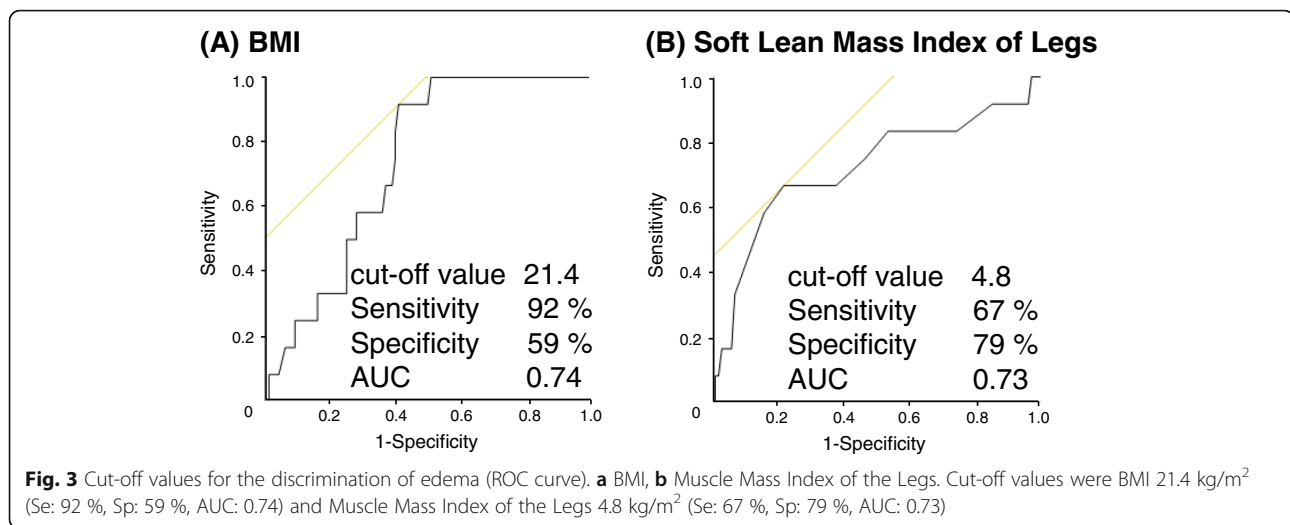 (A) BMI
(B) Soft Lean Mass Index of Legs
1.0
0.8
0.6
0.4
0.2
0
Sensitivity
cut-off value 21.4
Sensitivity 92 %
Specificity 59 %
AUC 0.74
0.2 0.4 0.6 0.8 1.0
1-Specificity
1.0
0.8
0.6
0.4
0.2
0
Sensitivity
cut-off value 4.8
Sensitivity 67 %
Specificity 79 %
AUC 0.73
0.2 0.4 0.6 0.8 1.0
1-Specificity
Fig. 3 Cut-off values for the discrimination of edema (ROC curve). a BMI, b Muscle Mass Index of the Legs. Cut-off values were BMI 21.4 kg/m²
(Se: 92 %, Sp: 59 %, AUC: 0.74) and Muscle Mass Index of the Legs 4.8 kg/m² (Se: 67 %, Sp: 79 %, AUC: 0.73)